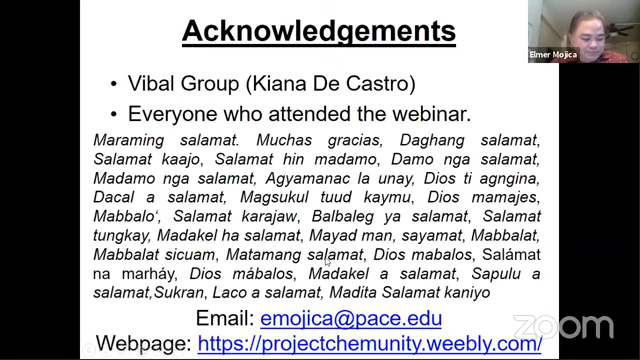 Acknowledgements
Elmer Mojica
• Vibal Group (Kiana De Castro)
• Everyone who attended the webinar.
Maraming salamat. Muchas gracias, Daghang salamat,
Salamat kaajo, Salamat hin madamo, Damo nga salamat,
Madamo nga salamat, Agyamanac la unay, Dios ti agngina,
Dacal a salamat, Magsukul tuud kaymu, Dios mamajes,
Mabbalo‘, Salamat karajaw, Balbaleg ya salamat, Salamat
tungkay, Madakel ha salamat, Mayad man, sayamat, Mabbalat,
Mabbalat sicuam, Matamang salamat, Dios mabalos, Salámat
na marháy, Dios mábalos, Madakel a salamat, Sapulu a
salamat,Sukran, Laco a salamat, Madita Salamat kaniyo
Email: emojica@pace.edu
Webpage: https://projectchemunity.weebly.com/
zoom